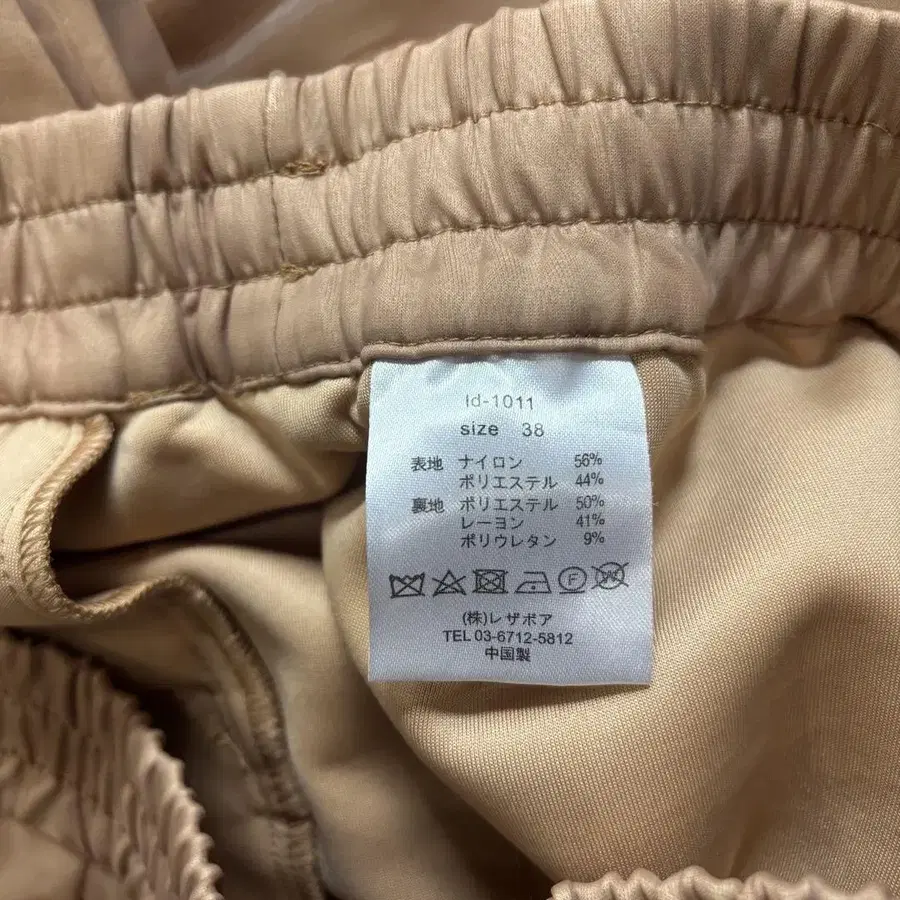 ld-1011
size 38
表地 ナイロン 56%
ポリエステル 44%
裏地 ポリエステル 50%
レーヨン 41%
ポリウレタン 9%
F W
(株)レザボア
TEL 03-6712-5812
中国製